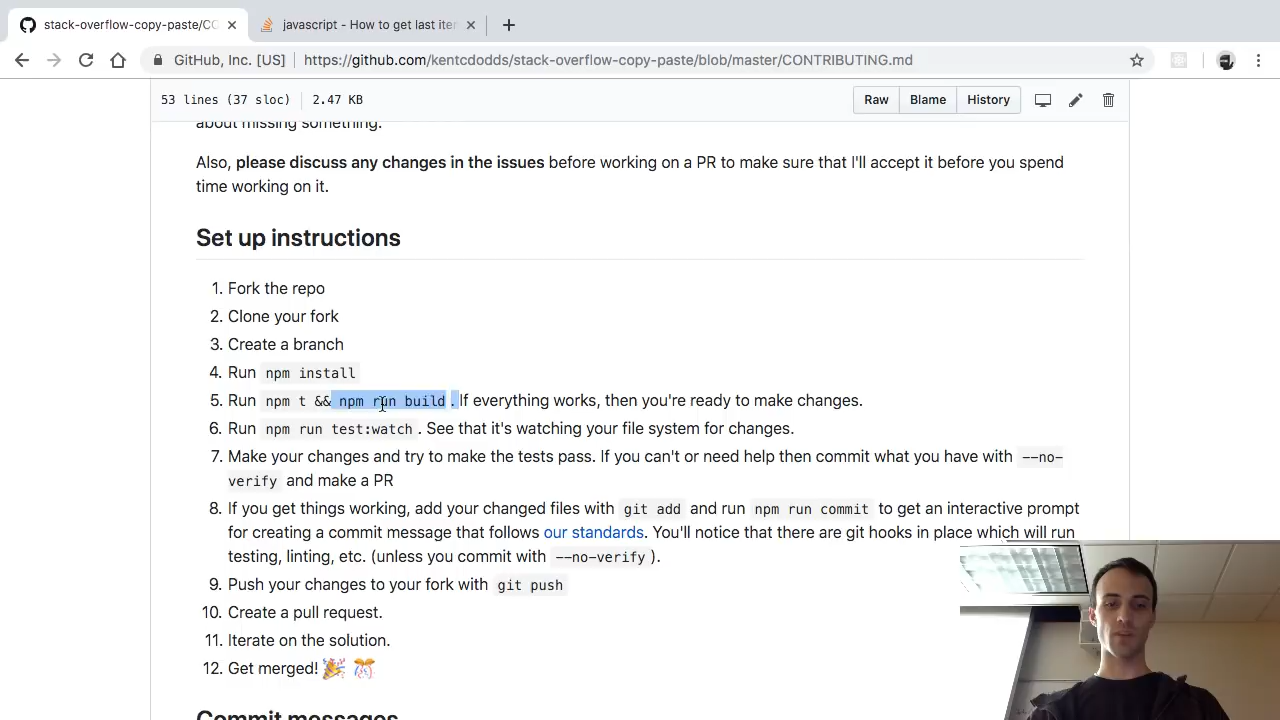 stack-overflow-copy-paste/CO
javascript - How to get last iter
GitHub, Inc. [US]
https://github.com/kentcdodds/stack-overflow-copy-paste/blob/master/CONTRIBUTING.md
53 lines (37 sloc)
2.47 KB
Raw
Blame
History
about missing something.
Also, please discuss any changes in the issues before working on a PR to make sure that I'll accept it before you spend
time working on it.
Set up instructions
1. Fork the repo
2. Clone your fork
3. Create a branch
4. Run npm install
5. Run npm t && npm run build . If everything works, then you're ready to make changes.
6. Run npm run test:watch . See that it's watching your file system for changes.
7. Make your changes and try to make the tests pass. If you can't or need help then commit what you have with --no-
verify and make a PR
8. If you get things working, add your changed files with git add and run npm run commit to get an interactive prompt
for creating a commit message that follows our standards. You'll notice that there are git hooks in place which will run
testing, linting, etc. (unless you commit with --no-verify ).
9. Push your changes to your fork with git push
10. Create a pull request.
11. Iterate on the solution.
12. Get merged! 🎉 🎊
Commit messages